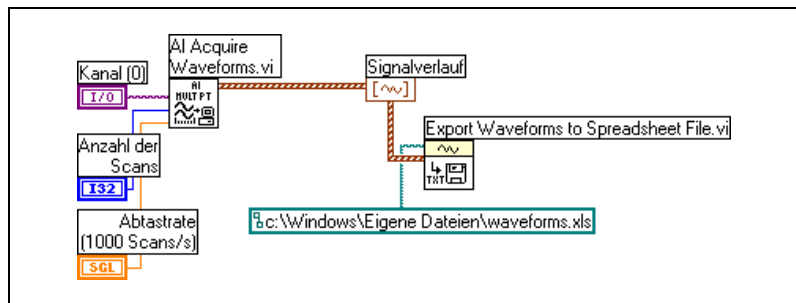 AI Acquire
Waveforms.vi
Kanal (0)
I/O
AI
MULT PT
Signalverlauf
Anzahl der
Scans
I32
Export Waveforms to Spreadsheet File.vi
TXT
Abtastrate
(1000 Scans/s)
SGL
c:\Windows\Eigene Dateien\waveforms.xls